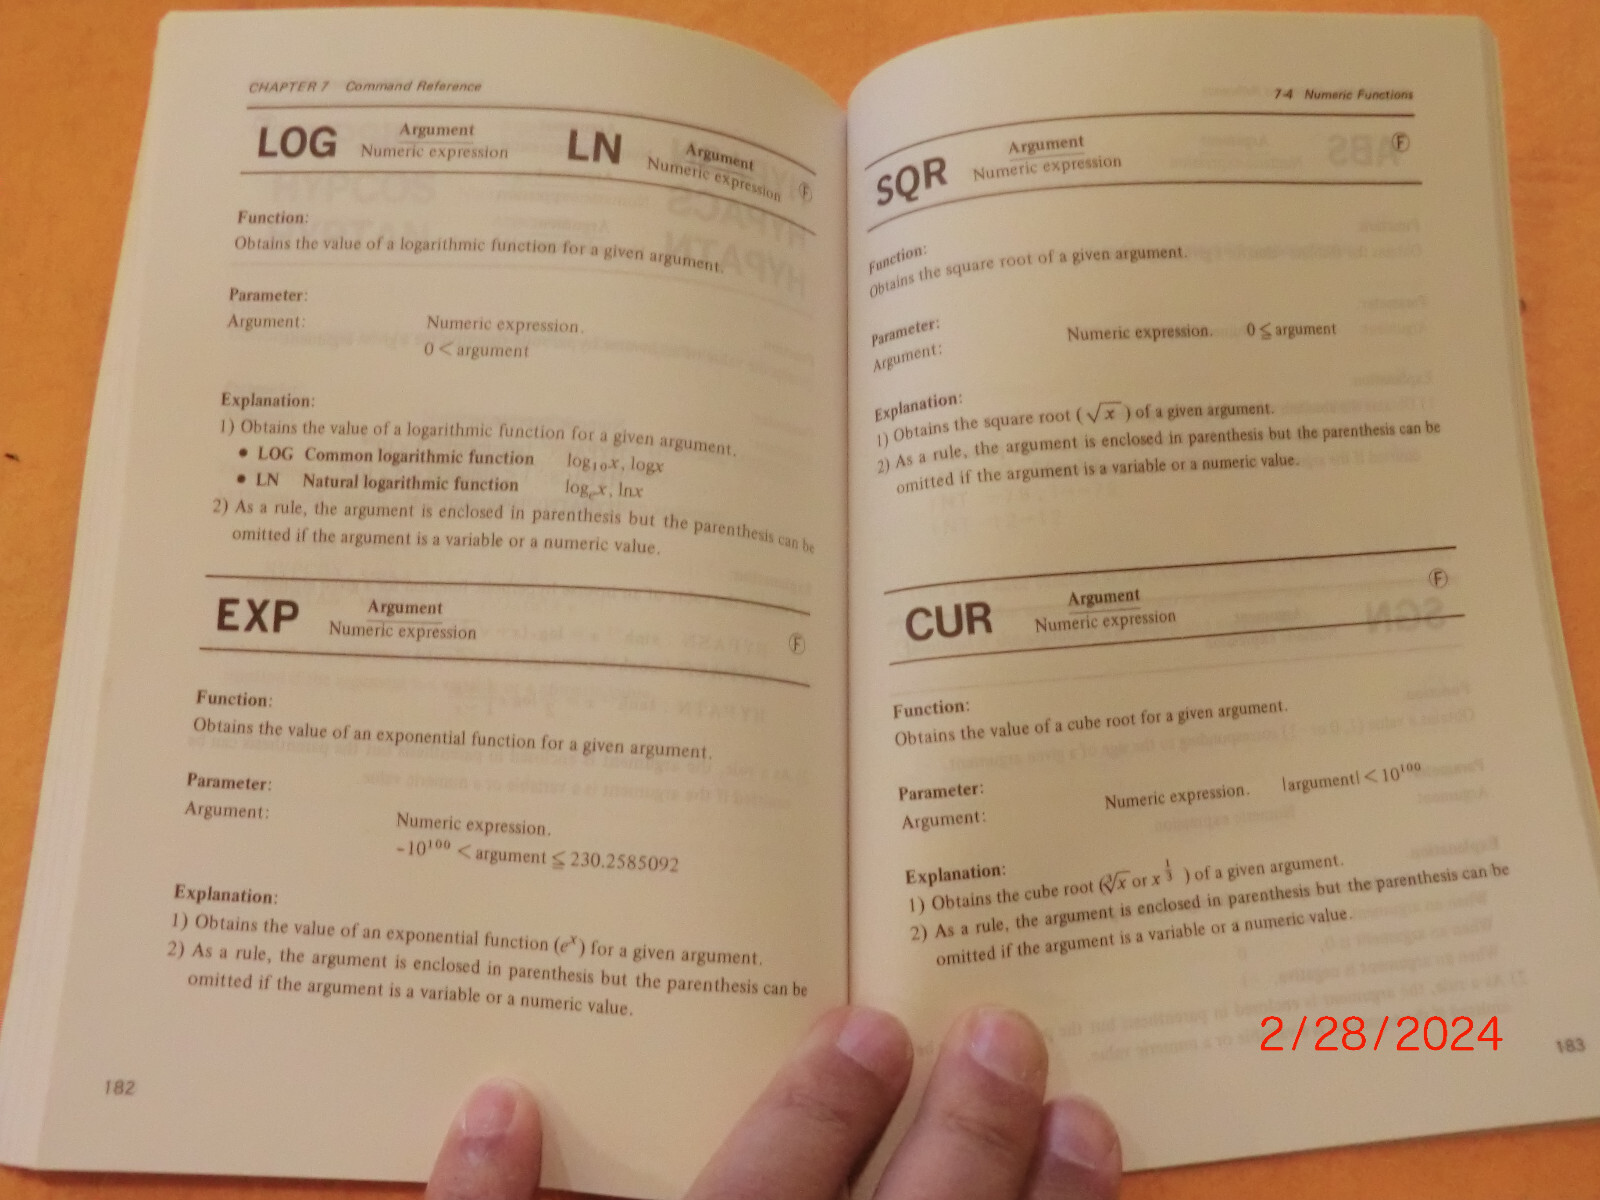 CHAPTER 7 Command Reference
LOG Argument LN Argument
Numeric expression Numeric expression Ⓕ
Function:
Obtains the value of a logarithmic function for a given argument.
Parameter:
Argument: Numeric expression.
0 < argument
Explanation:
1) Obtains the value of a logarithmic function for a given argument.
• LOG Common logarithmic function log₁₀x, logx
• LN Natural logarithmic function logₑx, lnx
2) As a rule, the argument is enclosed in parenthesis but the parenthesis can be
omitted if the argument is a variable or a numeric value.
EXP Argument
Numeric expression Ⓕ
Function:
Obtains the value of an exponential function for a given argument.
Parameter:
Argument: Numeric expression.
-10¹⁰⁰ < argument ≦ 230.2585092
Explanation:
1) Obtains the value of an exponential function (eˣ) for a given argument.
2) As a rule, the argument is enclosed in parenthesis but the parenthesis can be
omitted if the argument is a variable or a numeric value.
182
7-4 Numeric Functions
SQR Argument Ⓕ
Numeric expression
Function:
Obtains the square root of a given argument.
Parameter:
Argument: Numeric expression. 0 ≦ argument
Explanation:
1) Obtains the square root (√x) of a given argument.
2) As a rule, the argument is enclosed in parenthesis but the parenthesis can be
omitted if the argument is a variable or a numeric value.
CUR Argument Ⓕ
Numeric expression
Function:
Obtains the value of a cube root for a given argument.
Parameter:
Argument: Numeric expression. |argument| < 10¹⁰⁰
Explanation:
1) Obtains the cube root (∛x or x^1/3) of a given argument.
2) As a rule, the argument is enclosed in parenthesis but the parenthesis can be
omitted if the argument is a variable or a numeric value.
2/28/2024
183